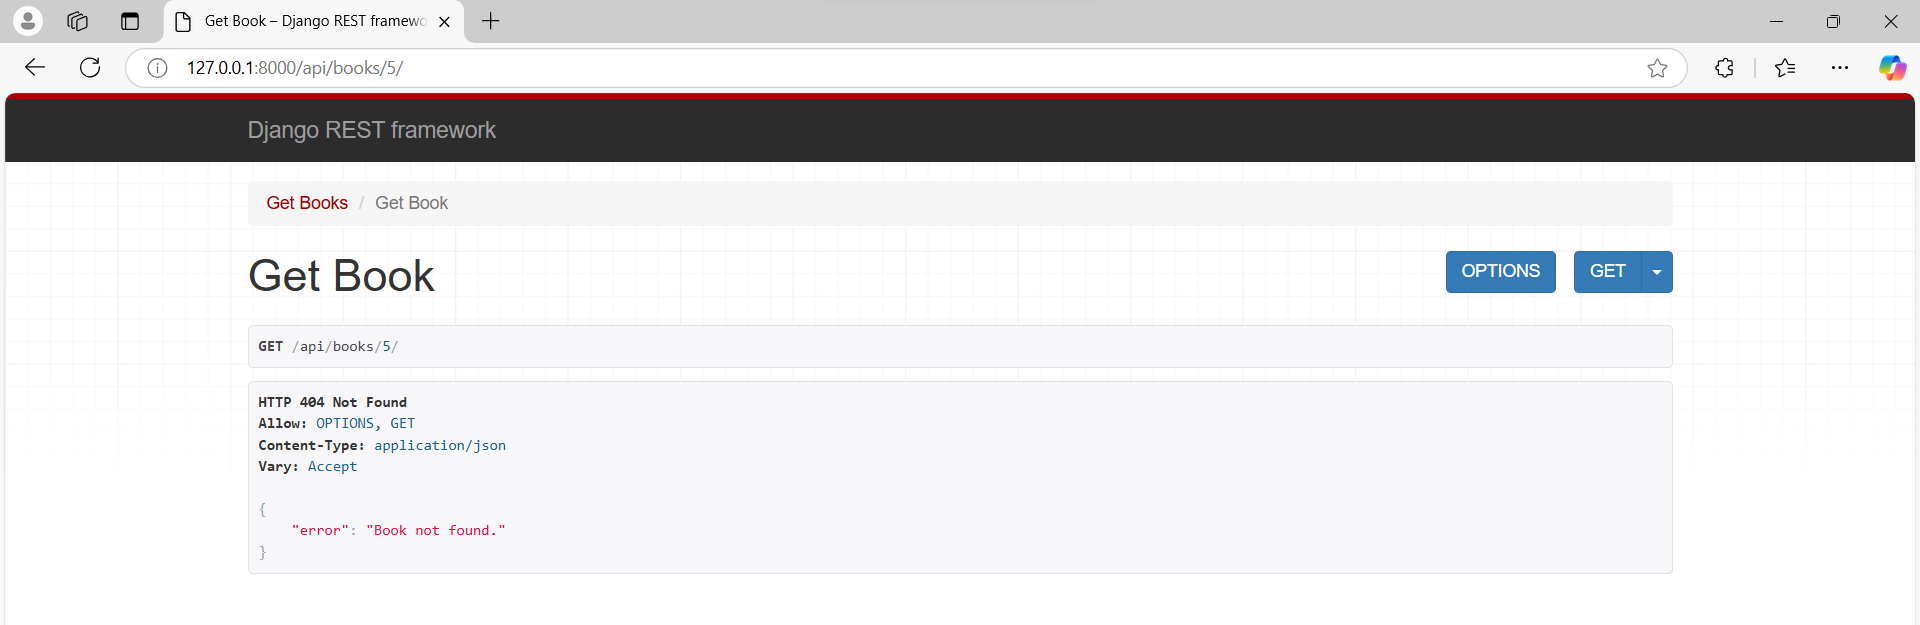 Get Book – Django REST framewo
127.0.0.1:8000/api/books/5/
Django REST framework
Get Books / Get Book
Get Book
OPTIONS GET
GET /api/books/5/
HTTP 404 Not Found
Allow: OPTIONS, GET
Content-Type: application/json
Vary: Accept
{
"error": "Book not found."
}